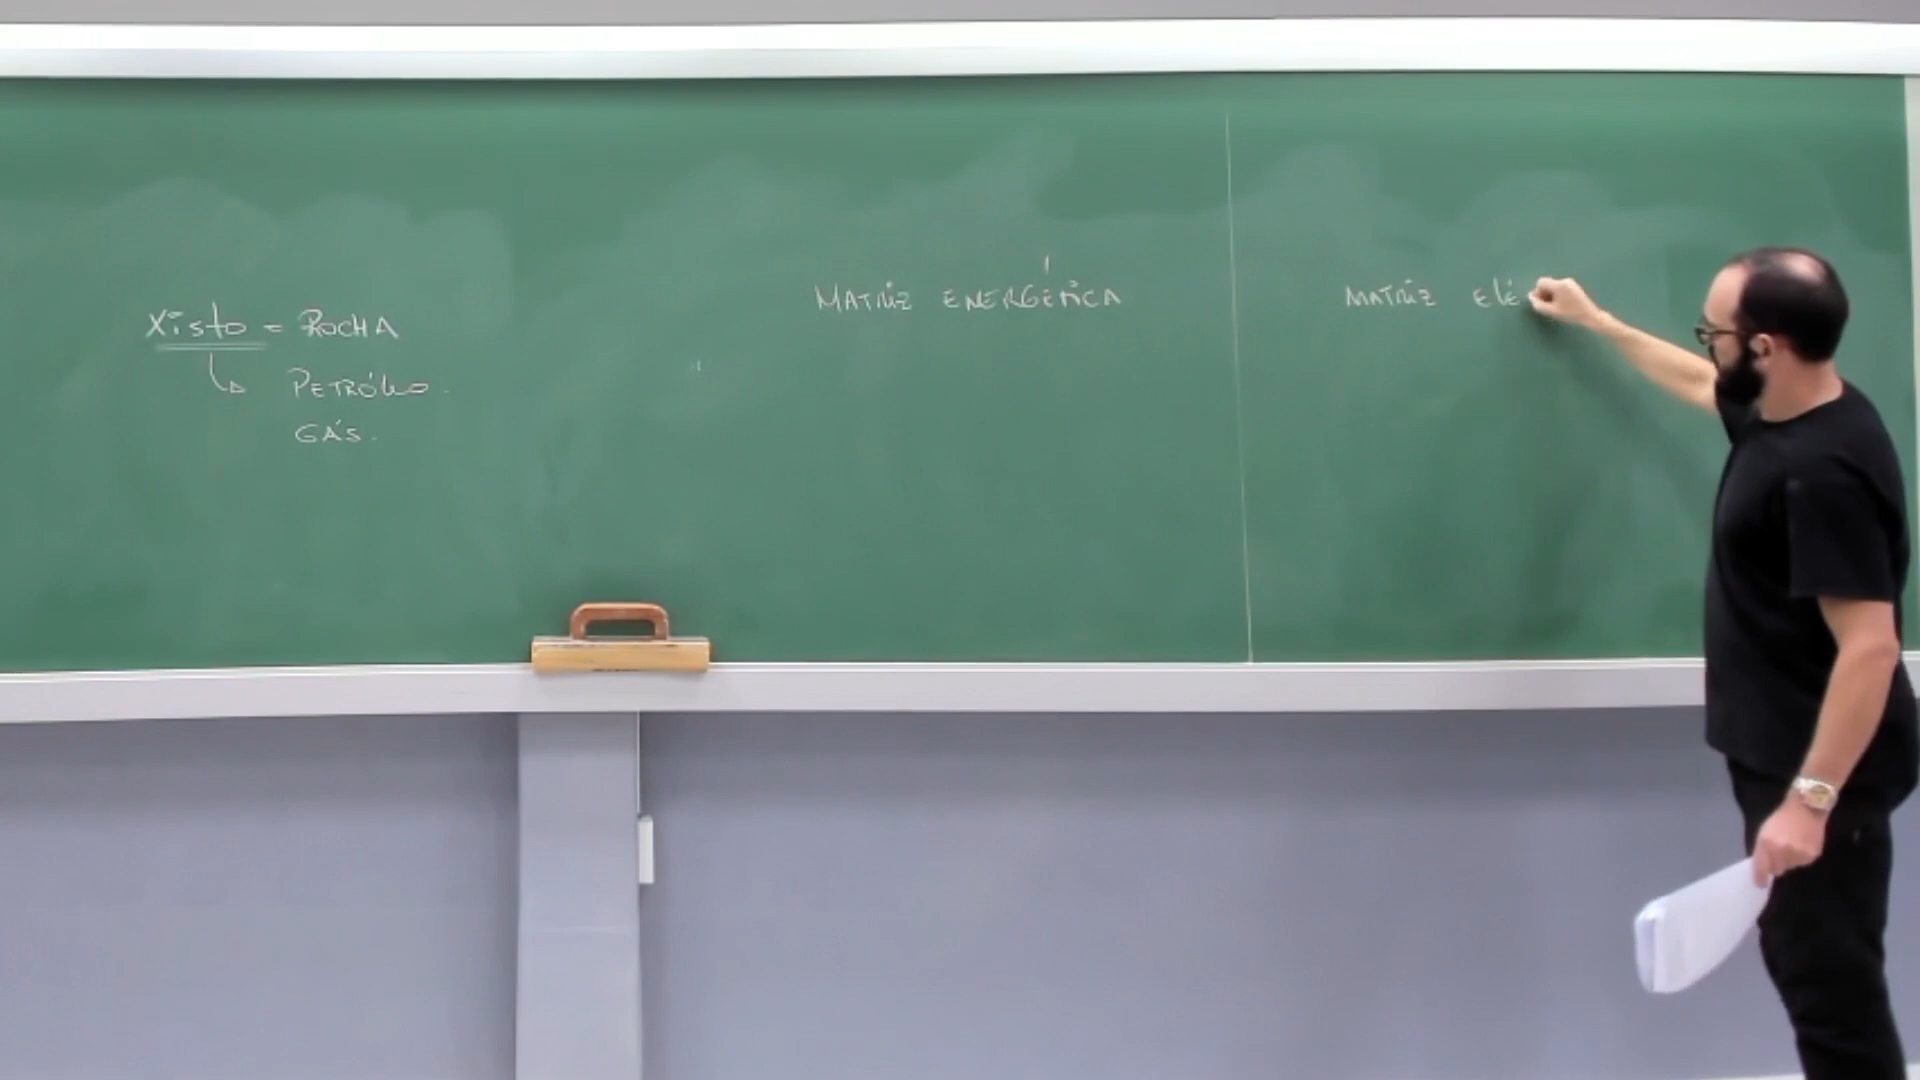 Xisto = ROCHA
PETRÓLEO.
GÁS.
MATRIZ ENERGÉTICA
MATRIZ ELÉ